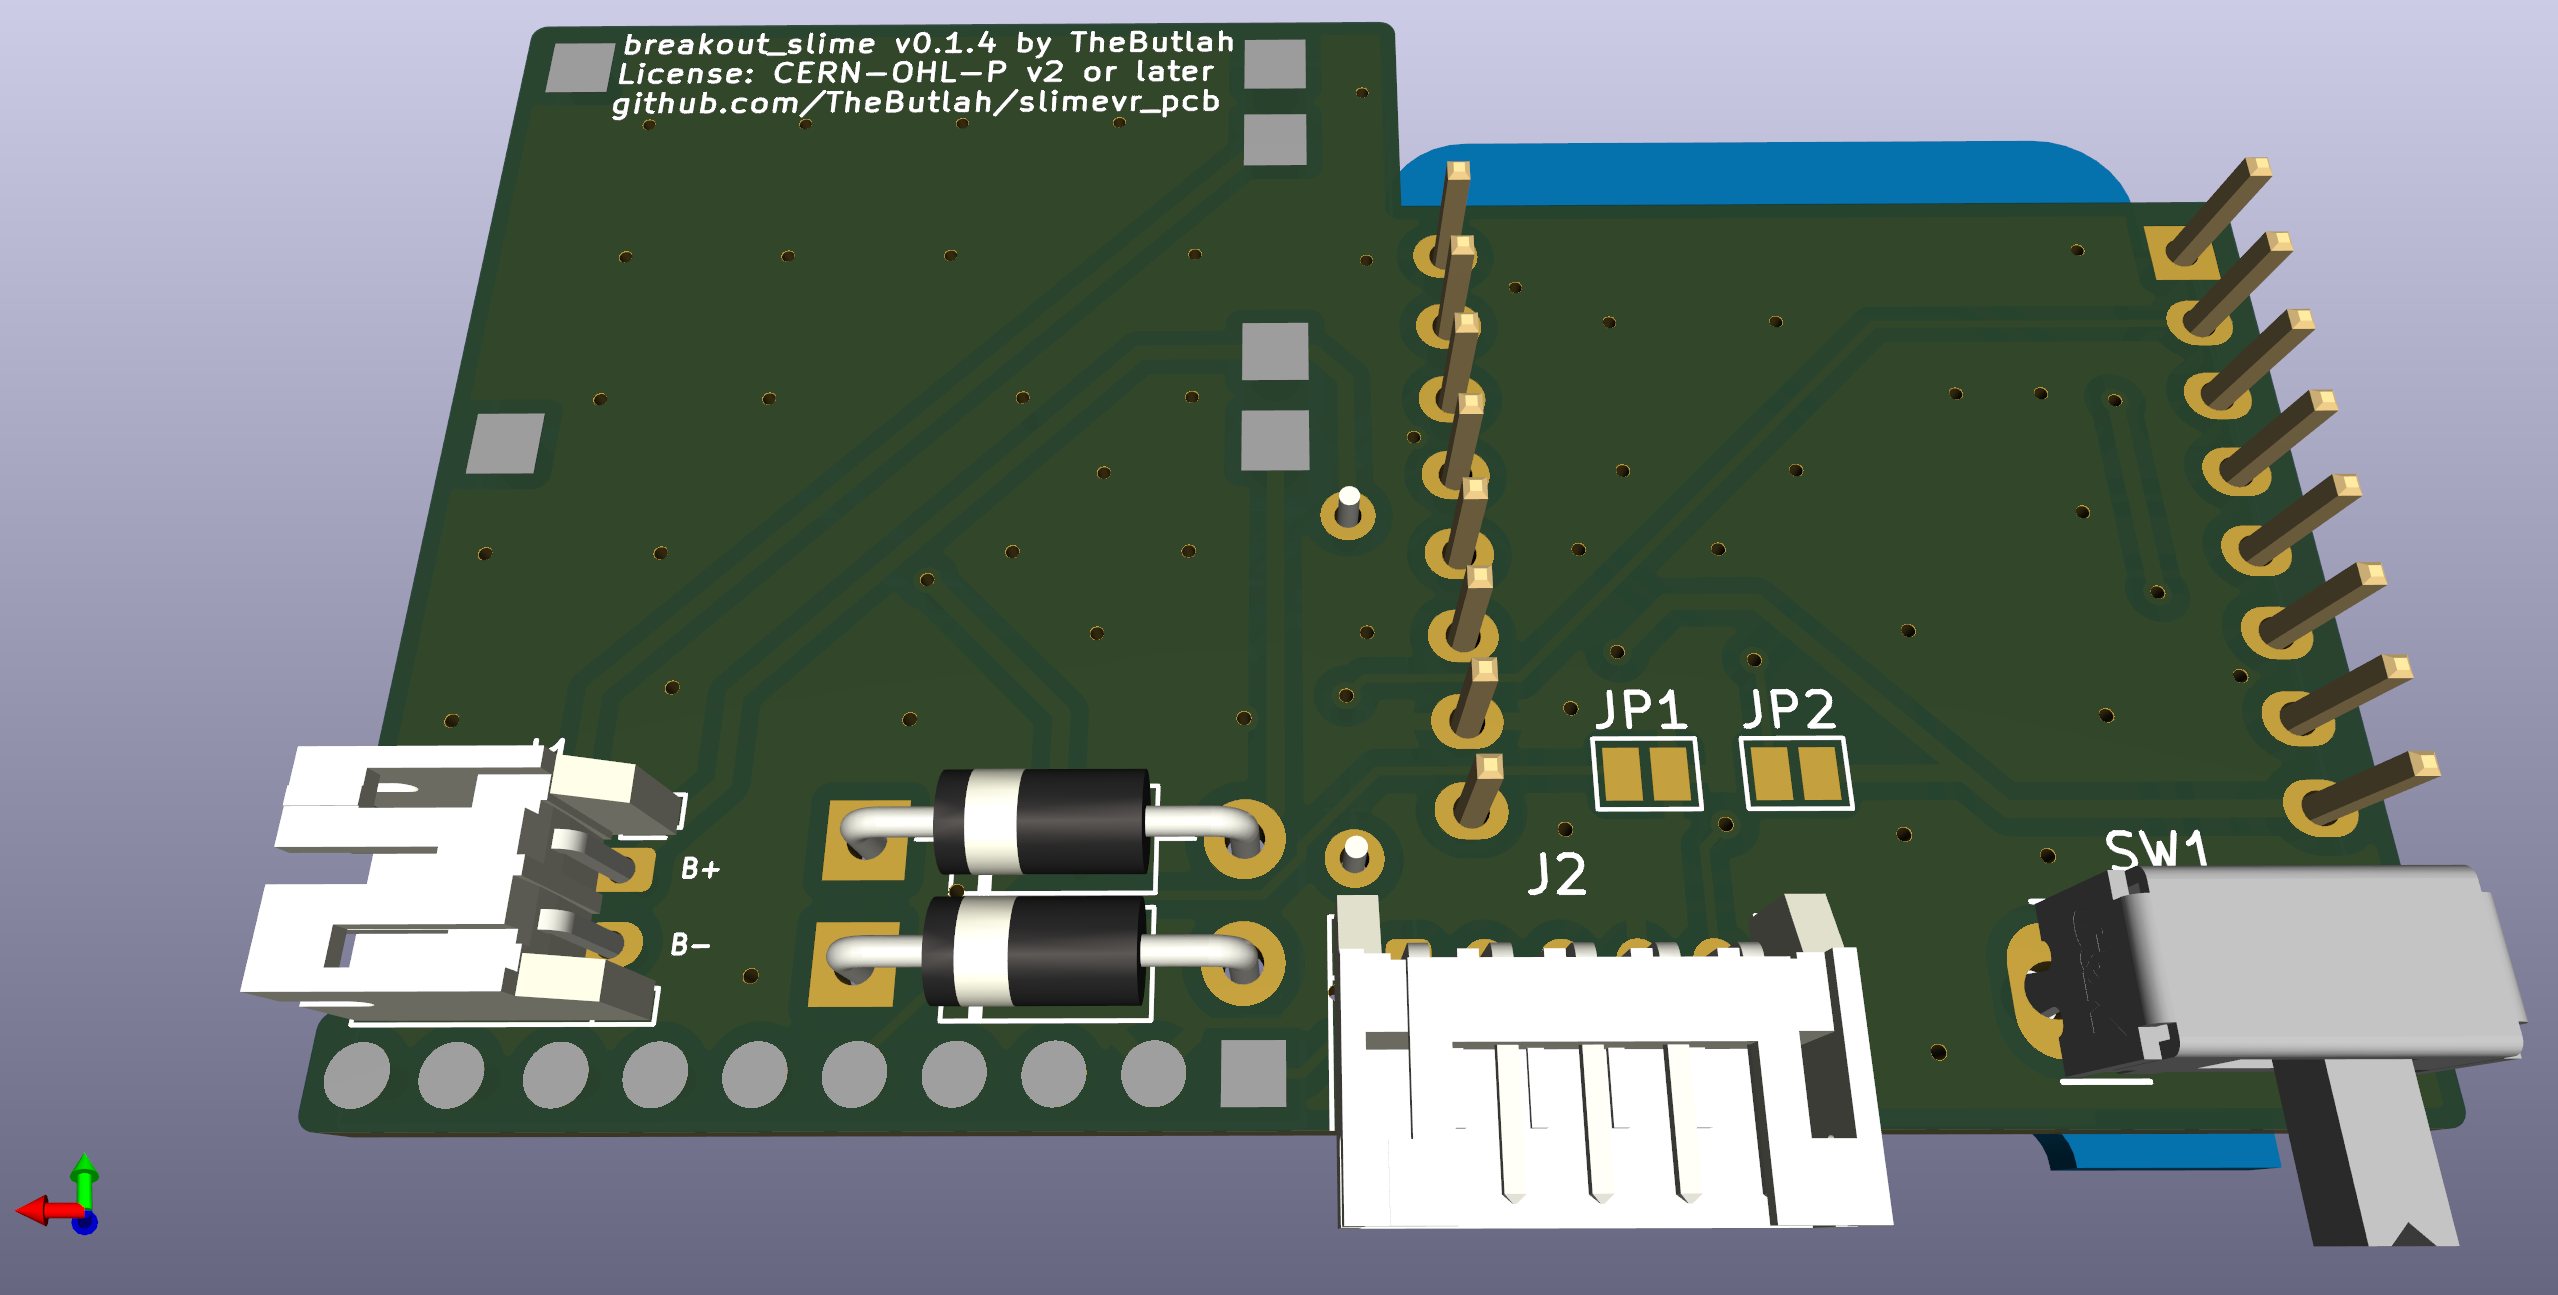 breakout_slime v0.1.4 by TheButlah
License: CERN-OHL-P v2 or later
github.com/TheButlah/slimevr_pcb
JP1 JP2
B+
SW1
J2
B-